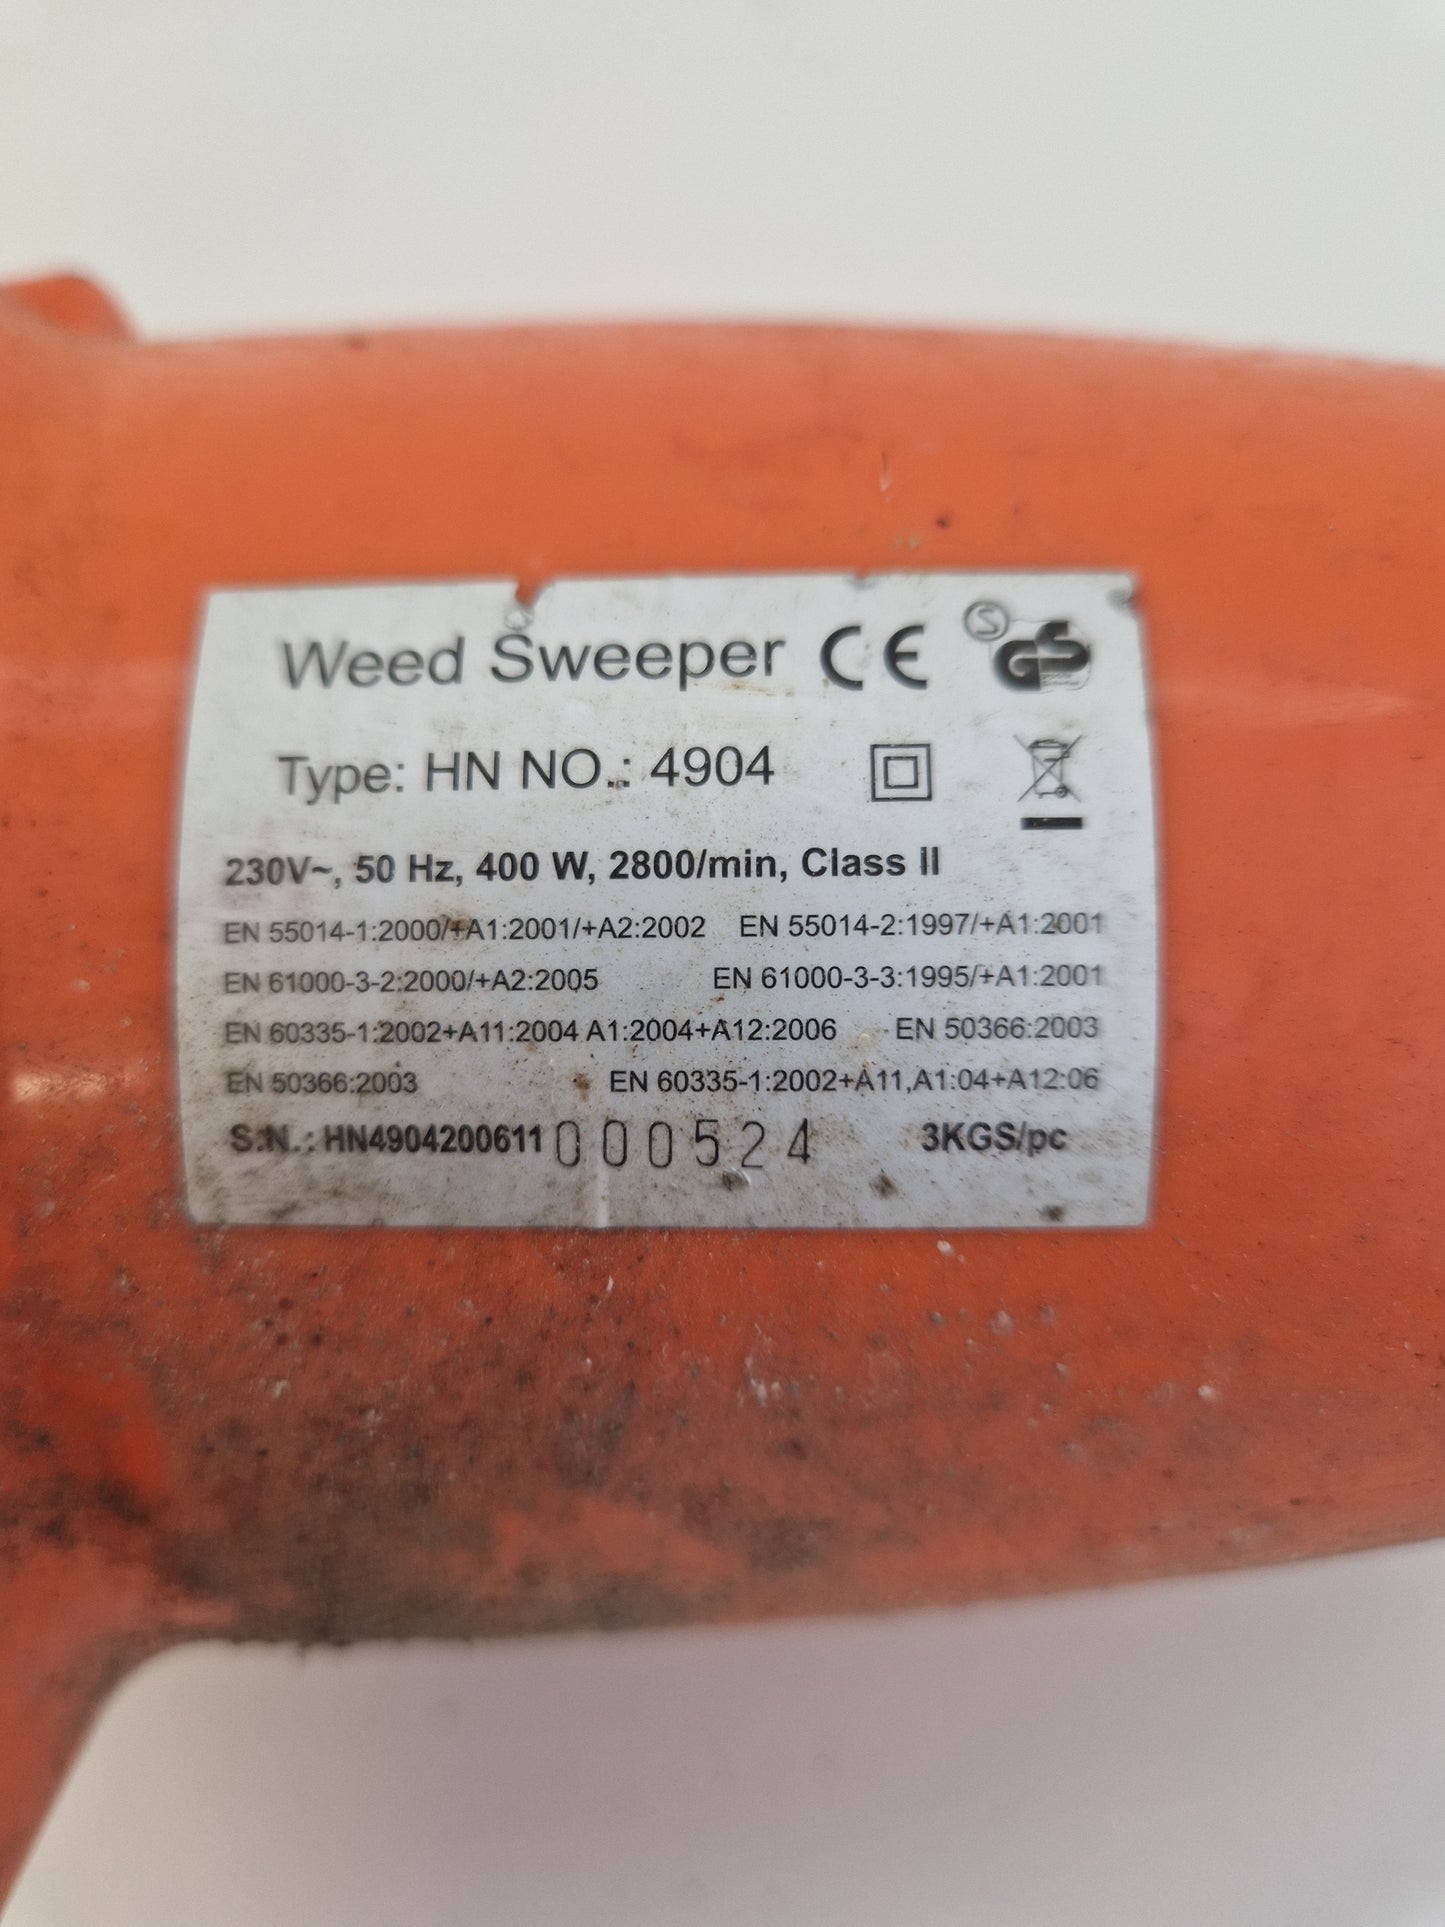 Weed Sweeper CE S GS
Type: HN NO.: 4904
230V~, 50 Hz, 400 W, 2800/min, Class II
EN 55014-1:2000/+A1:2001/+A2:2002 EN 55014-2:1997/+A1:2001
EN 61000-3-2:2000/+A2:2005 EN 61000-3-3:1995/+A1:2001
EN 60335-1:2002+A11:2004 A1:2004+A12:2006 EN 50366:2003
EN 50366:2003 EN 60335-1:2002+A11,A1:04+A12:06
S.N..: HN4904200611000524 3KGS/pc